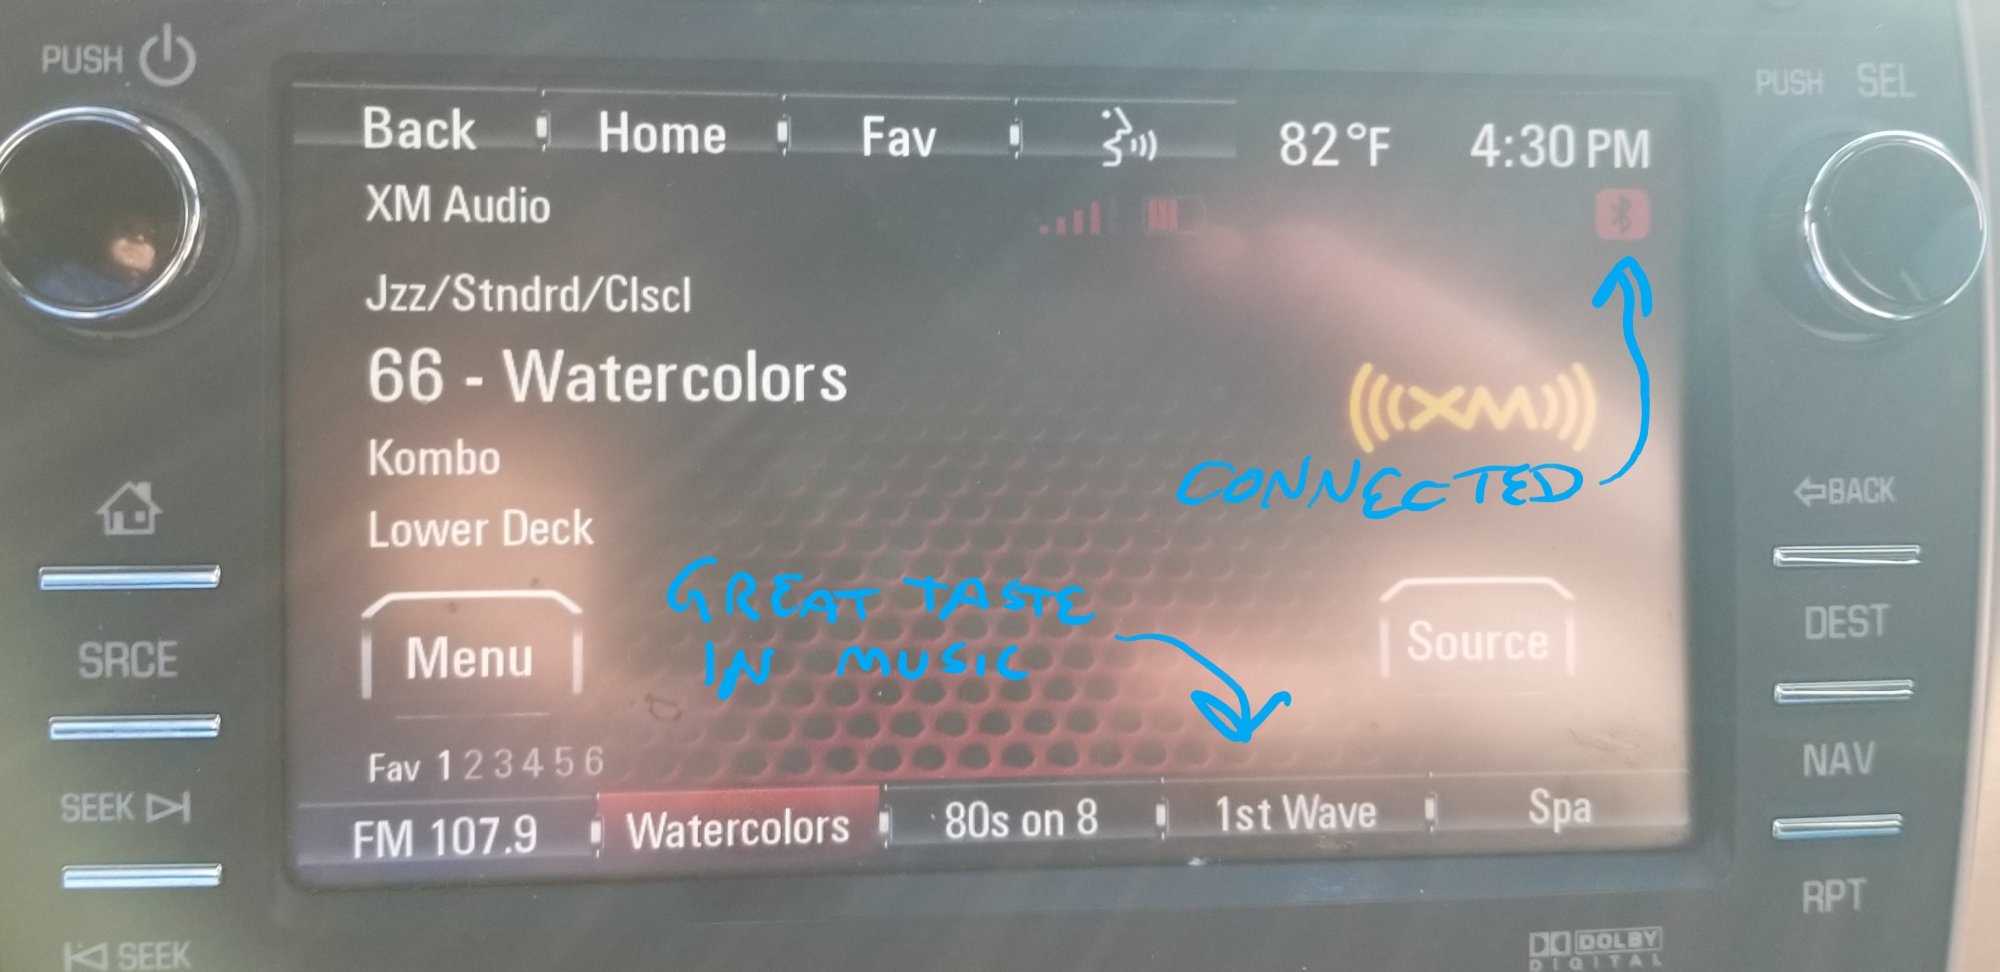 PUSH
PUSH SEL
Back Home Fav 82°F 4:30 PM
XM Audio
Jzz/Stndrd/Clscl
66 - Watercolors
XM
Kombo
CONNECTED
BACK
Lower Deck
GREAT TASTE
IN MUSIC
DEST
SRCE
Menu
Source
NAV
Fav 1 2 3 4 5 6
SEEK
FM 107.9 Watercolors 80s on 8 1st Wave Spa
RPT
SEEK
DOLBY
DIGITAL